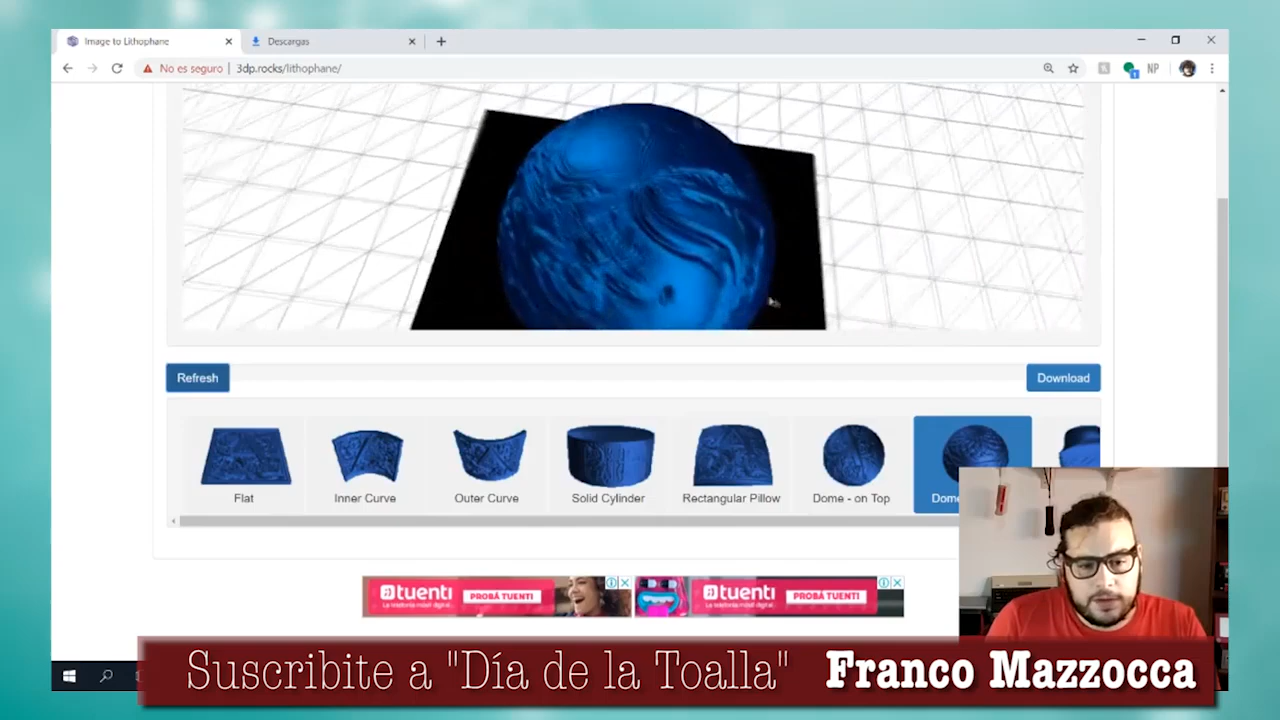 Image to Lithophane
Descargas
No es seguro | 3dp.rocks/lithophane/
NP
Refresh
Download
Flat
Inner Curve
Outer Curve
Solid Cylinder
Rectangular Pillow
Dome - on Top
tuenti
La telefonía móvil digital.
PROBÁ TUENTI
tuenti
La telefonía móvil digital.
PROBÁ TUENTI
Suscribite a "Día de la Toalla" Franco Mazzocca